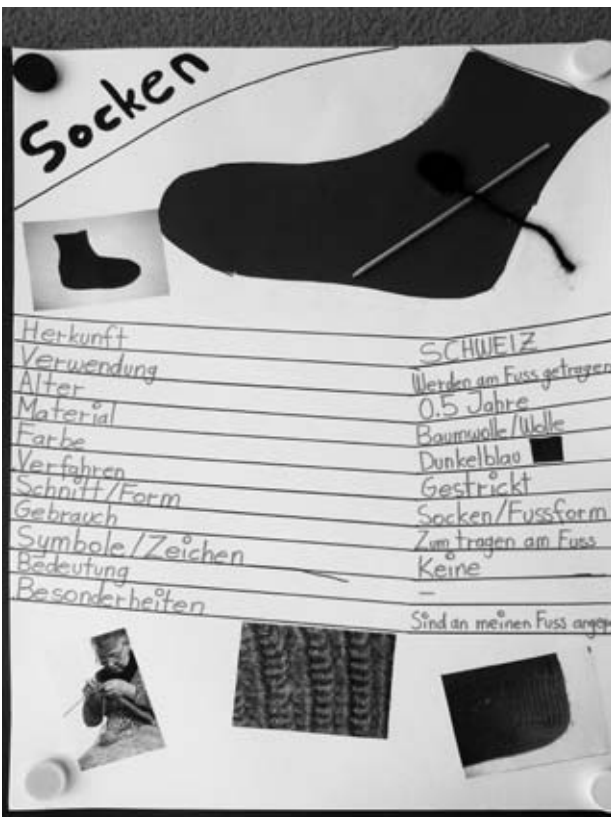 Socken
Herkunft SCHWEIZ
Verwendung Werden am Fuss getragen
Alter 0.5 Jahre
Material Baumwolle/Wolle
Farbe Dunkelblau
Verfahren Gestrickt
Schnitt/Form Socken/Fussform
Gebrauch Zum tragen am Fuss
Symbole/Zeichen Keine
Bedeutung –
Besonderheiten Sind an meinen Fuss